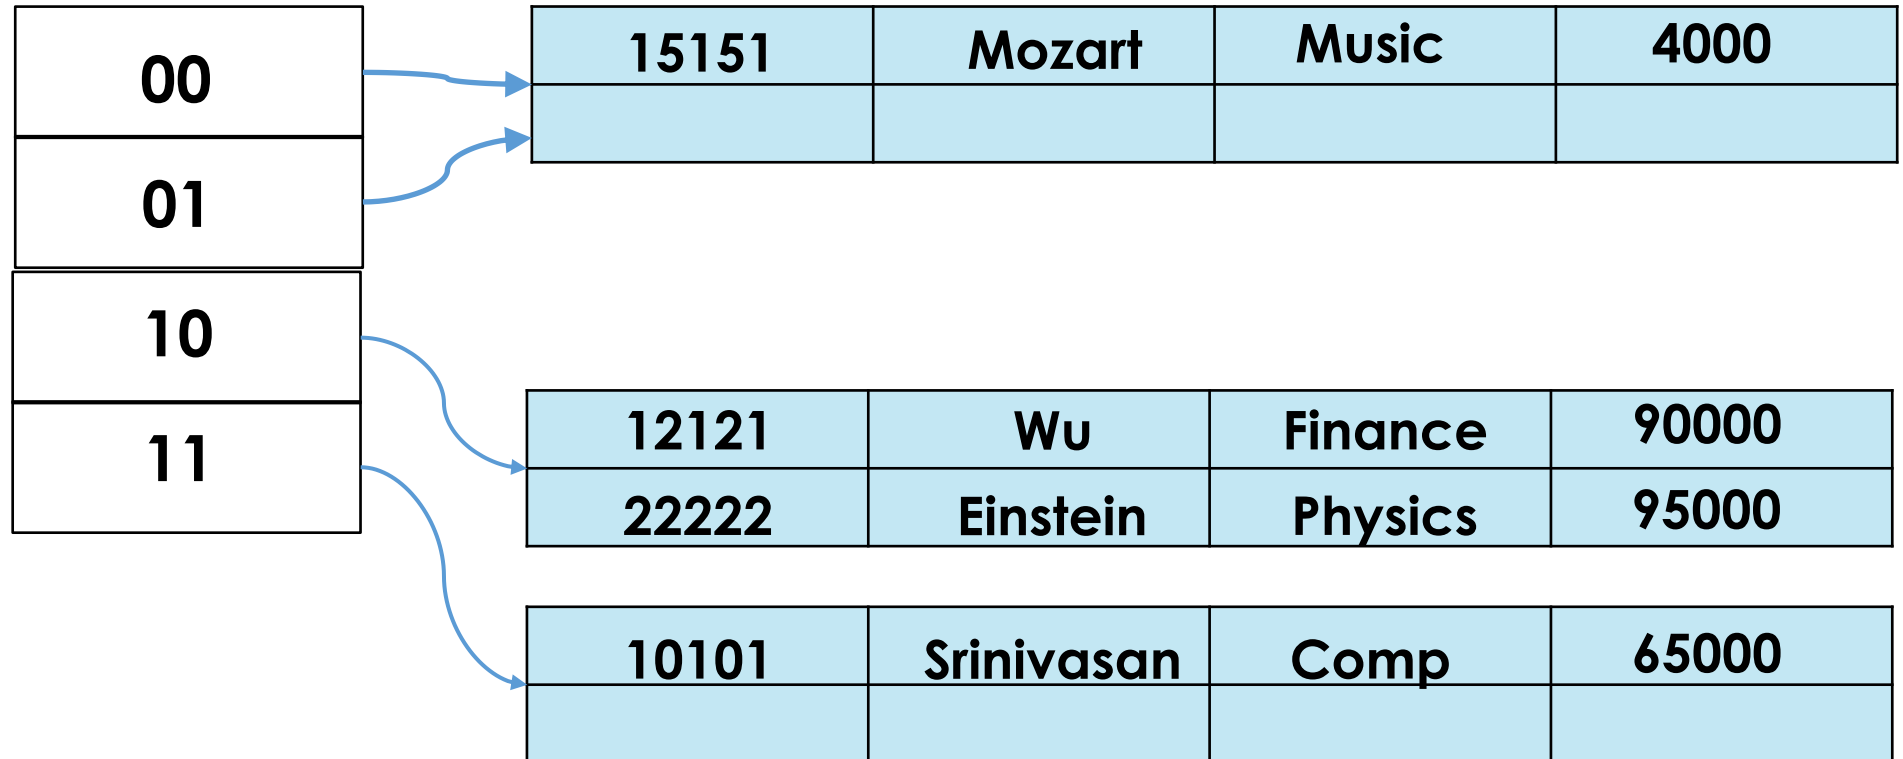 00
01
10
11
15151 Mozart Music 4000
12121 Wu Finance 90000
22222 Einstein Physics 95000
10101 Srinivasan Comp 65000